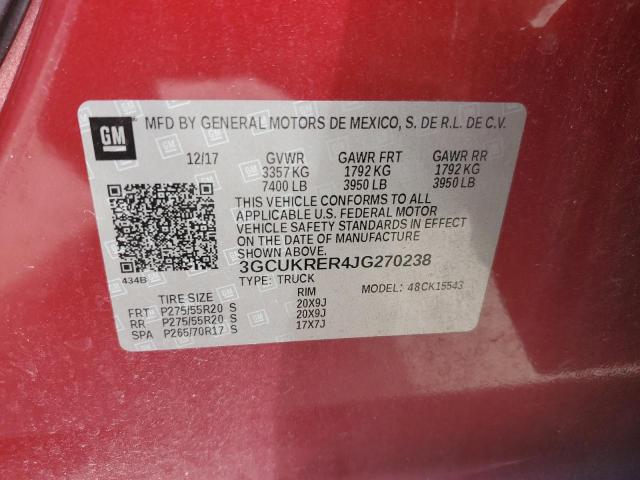 GM MFD BY GENERAL MOTORS DE MEXICO, S. DE R.L. DE C.V.
12/17 GVWR GAWR FRT GAWR RR
3357 KG 1792 KG 1792 KG
7400 LB 3950 LB 3950 LB
THIS VEHICLE CONFORMS TO ALL
APPLICABLE U.S. FEDERAL MOTOR
VEHICLE SAFETY STANDARDS IN EFFECT
ON THE DATE OF MANUFACTURE
SHOWN ABOVE.
434B 3GCUKRER4JG270238
TYPE: TRUCK MODEL: 48CK15543
TIRE SIZE RIM
FRT P275/55R20 S 20X9J
RR P275/55R20 S 20X9J
SPA P265/70R17 S 17X7J